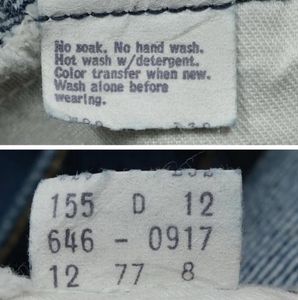 No soak. No hand wash.
Hot wash w/detergent.
Color transfer when new.
Wash alone before
wearing.
155 D 12
646 - 0917
12 77 8